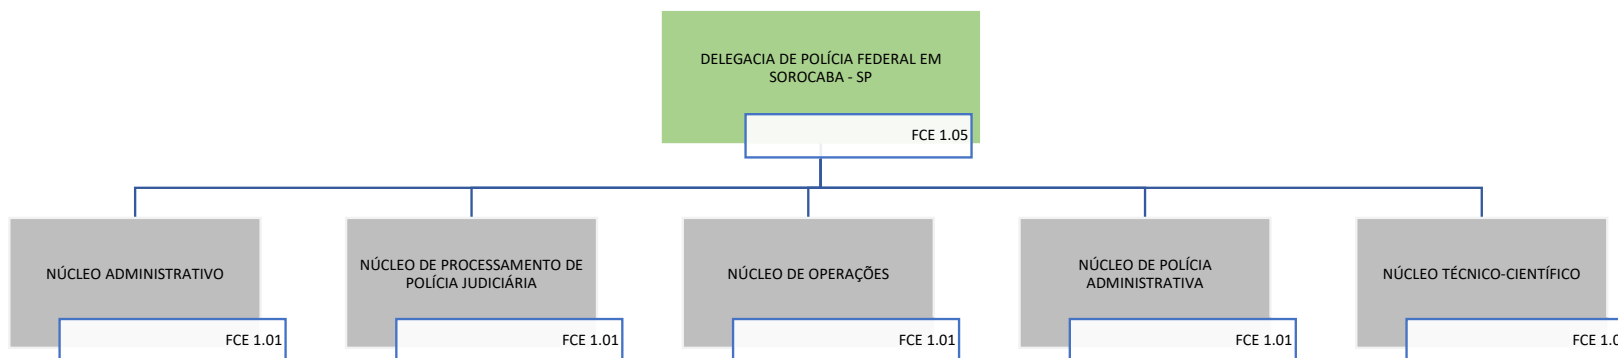 DELEGACIA DE POLÍCIA FEDERAL EM
SOROCABA - SP
FCE 1.05
NÚCLEO ADMINISTRATIVO
FCE 1.01
NÚCLEO DE PROCESSAMENTO DE
POLÍCIA JUDICIÁRIA
FCE 1.01
NÚCLEO DE OPERAÇÕES
FCE 1.01
NÚCLEO DE POLÍCIA
ADMINISTRATIVA
FCE 1.01
NÚCLEO TÉCNICO-CIENTÍFICO
FCE